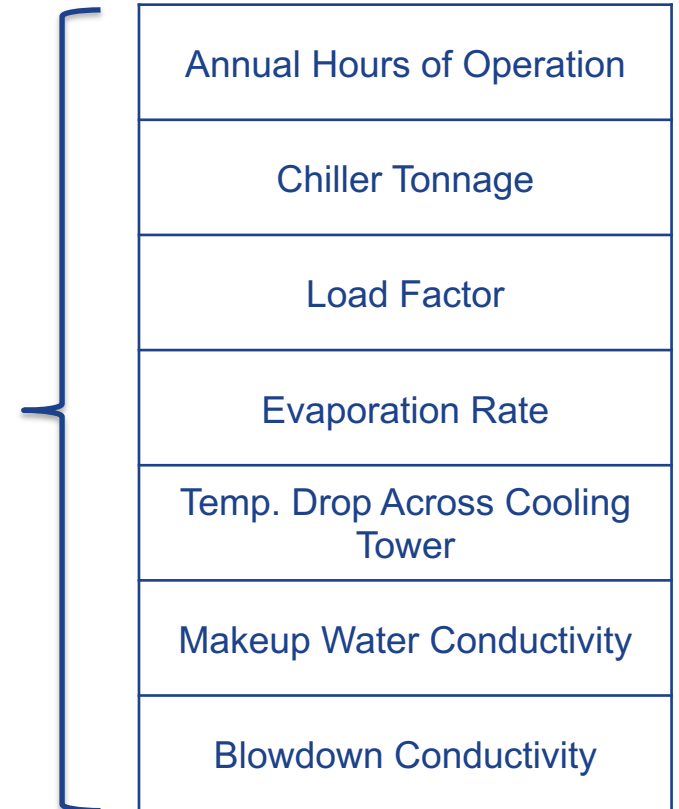 Annual Hours of Operation
Chiller Tonnage
Load Factor
Evaporation Rate
Temp. Drop Across Cooling
Tower
Makeup Water Conductivity
Blowdown Conductivity